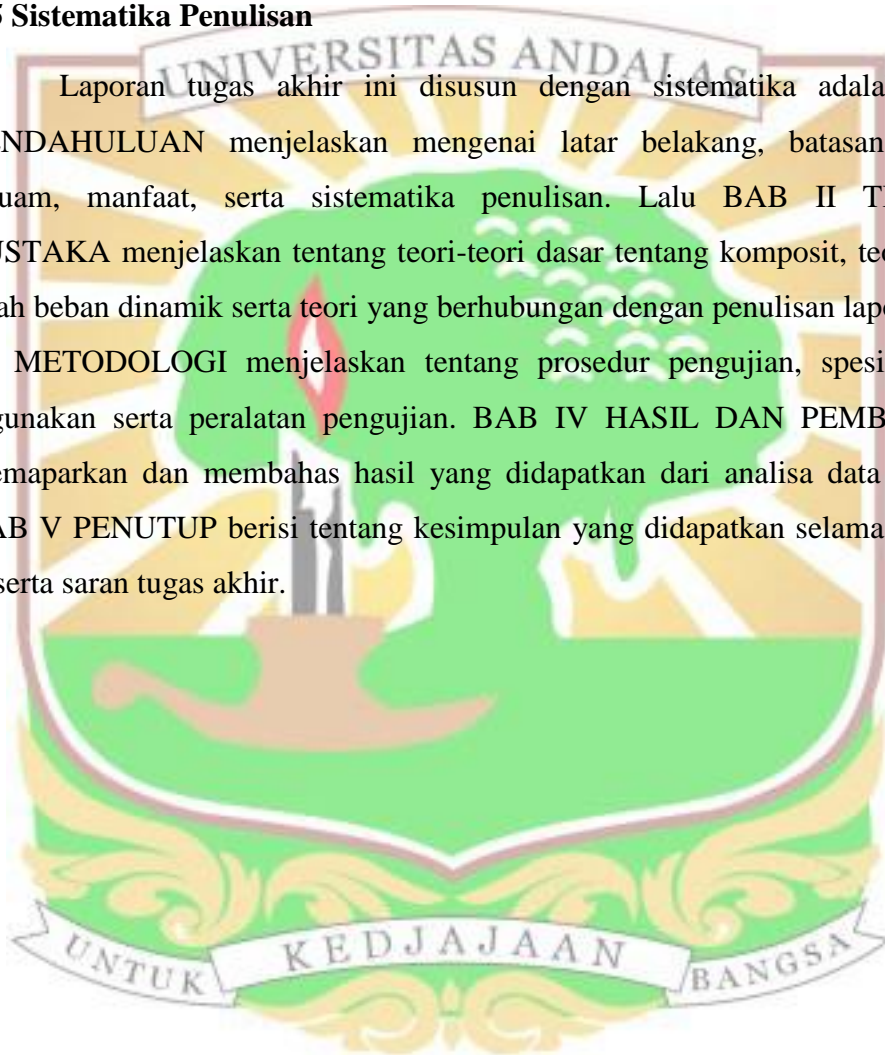 5 Sistematika Penulisan
UNIVERSITAS ANDALAS
Laporan tugas akhir ini disusun dengan sistematika adala
ENDAHULUAN menjelaskan mengenai latar belakang, batasan
uam, manfaat, serta sistematika penulisan. Lalu BAB II T
USTAKA menjelaskan tentang teori-teori dasar tentang komposit, teo
ah beban dinamik serta teori yang berhubungan dengan penulisan lap
METODOLOGI menjelaskan tentang prosedur pengujian, spesi
gunakan serta peralatan pengujian. BAB IV HASIL DAN PEMB
emaparkan dan membahas hasil yang didapatkan dari analisa data
AB V PENUTUP berisi tentang kesimpulan yang didapatkan selama
serta saran tugas akhir.
UNTUK KEDJAJAAN BANGSA